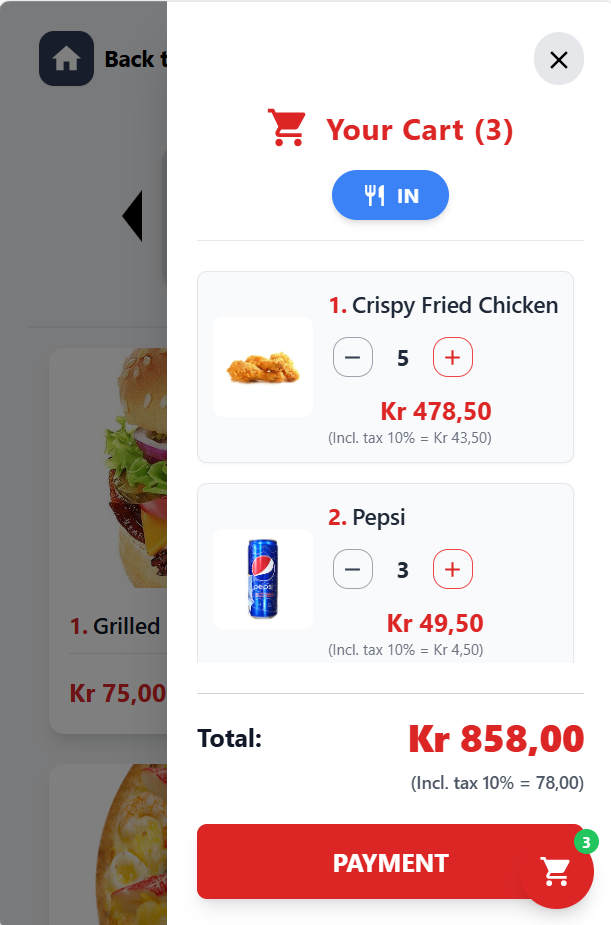 Back t
Your Cart (3)
IN
1. Crispy Fried Chicken
5
Kr 478,50
(Incl. tax 10% = Kr 43,50)
2. Pepsi
pepsi
3
Kr 49,50
(Incl. tax 10% = Kr 4,50)
1. Grilled
Kr 75,00
Total:
Kr 858,00
(Incl. tax 10% = 78,00)
PAYMENT
3